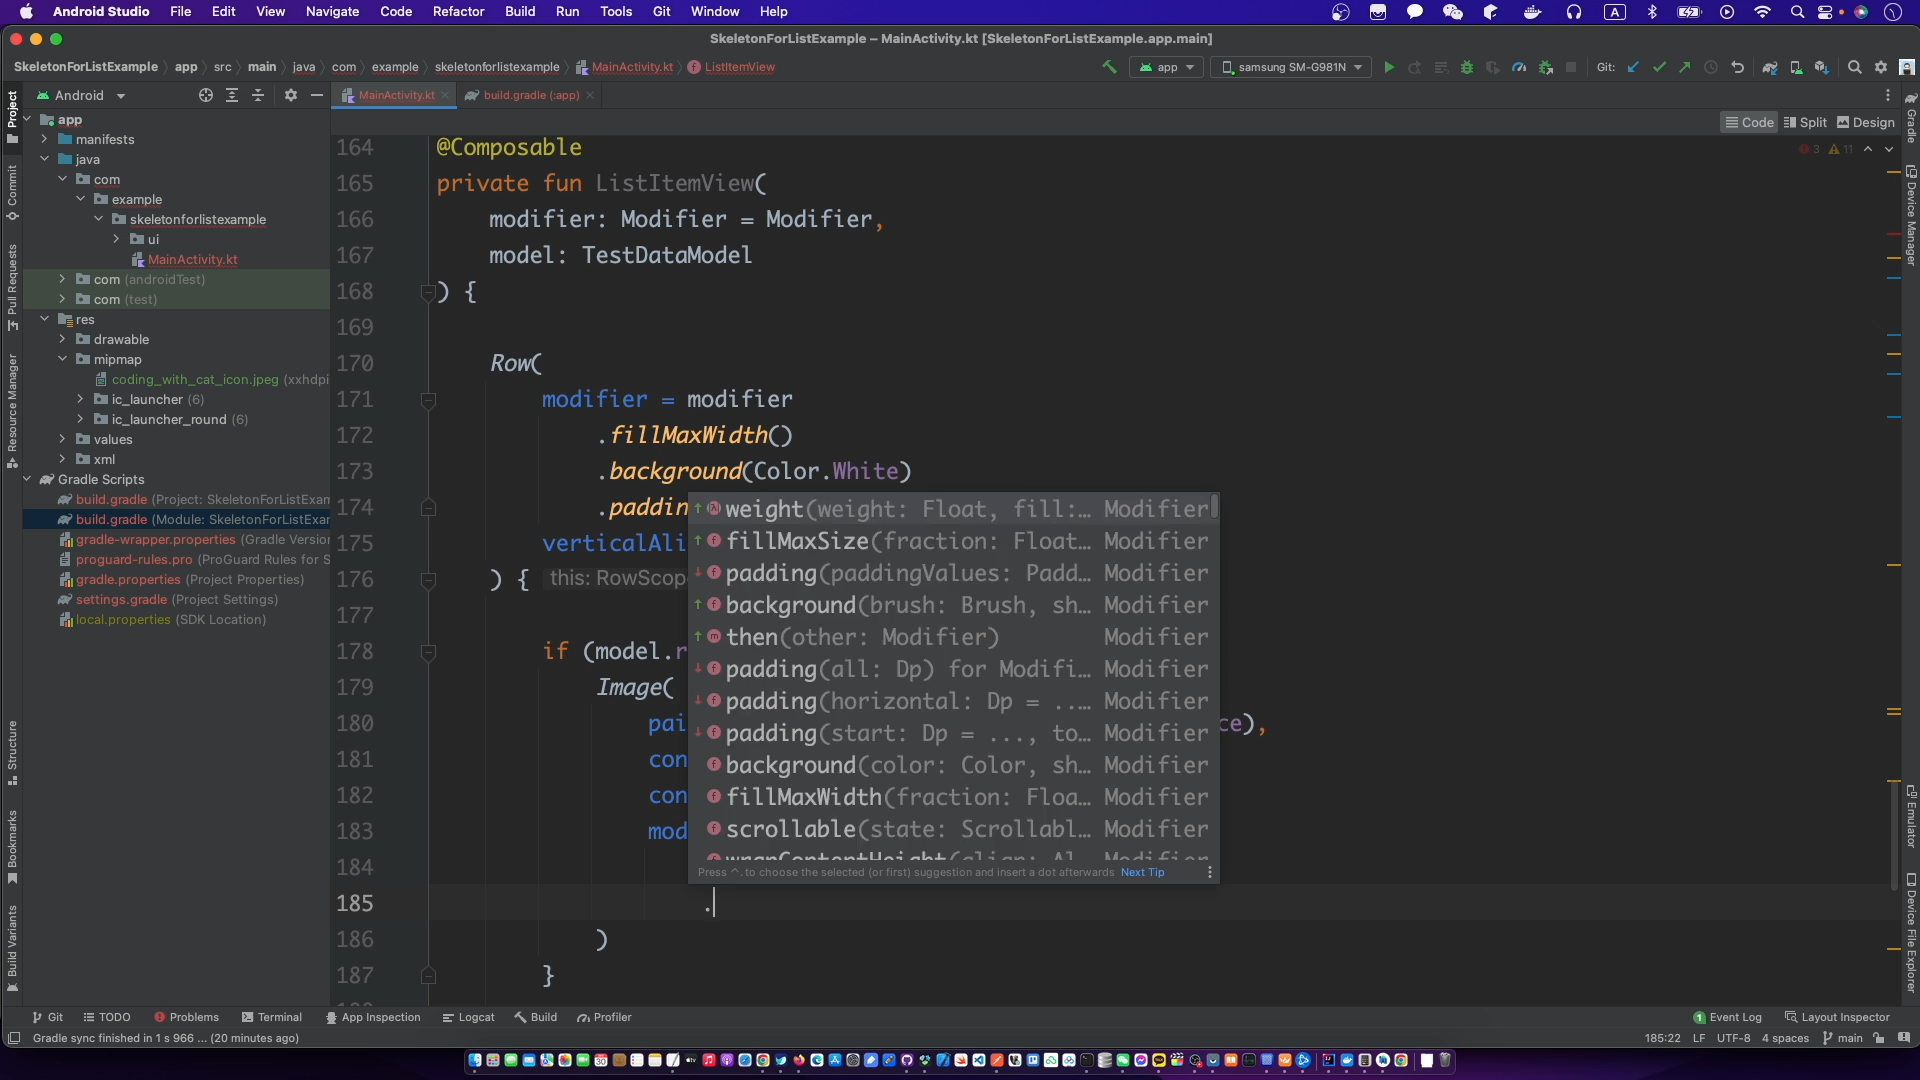 Android Studio File Edit View Navigate Code Refactor Build Run Tools Git Window Help
SkeletonForListExample – MainActivity.kt [SkeletonForListExample.app.main]
SkeletonForListExample app src main java com example skeletonforlistexample MainActivity.kt ListItemView
app samsung SM-G981N Git:
Android MainActivity.kt build.gradle (:app)
Code Split Design
3 11
Project
Commit
Pull Requests
Resource Manager
Structure
Bookmarks
Build Variants
app
manifests
java
com
example
skeletonforlistexample
ui
MainActivity.kt
com (androidTest)
com (test)
res
drawable
mipmap
coding_with_cat_icon.jpeg (xxhdpi
ic_launcher (6)
ic_launcher_round (6)
values
xml
Gradle Scripts
build.gradle (Project: SkeletonForListExam
build.gradle (Module: SkeletonForListExar
gradle-wrapper.properties (Gradle Version
proguard-rules.pro (ProGuard Rules for S
gradle.properties (Project Properties)
settings.gradle (Project Settings)
local.properties (SDK Location)
164 @Composable
165 private fun ListItemView(
166 modifier: Modifier = Modifier,
167 model: TestDataModel
168 ) {
169
170 Row(
171 modifier = modifier
172 .fillMaxWidth()
173 .background(Color.White)
174 .paddin
175 verticalAli
176 ) { this: RowScope
177
178 if (model.r
179 Image(
180 pai ce),
181 con
182 con
183 mod
184
185 .
186 )
187 }
weight(weight: Float, fill:... Modifier
fillMaxSize(fraction: Float... Modifier
padding(paddingValues: Padd... Modifier
background(brush: Brush, sh... Modifier
then(other: Modifier) Modifier
padding(all: Dp) for Modifi... Modifier
padding(horizontal: Dp = ... Modifier
padding(start: Dp = ..., to... Modifier
background(color: Color, sh... Modifier
fillMaxWidth(fraction: Floa... Modifier
scrollable(state: Scrollabl... Modifier
wrapContentHeight(align: Al... Modifier
Press ^. to choose the selected (or first) suggestion and insert a dot afterwards Next Tip
Gradle
Device Manager
Emulator
Device File Explorer
Git TODO Problems Terminal App Inspection Logcat Build Profiler 1 Event Log Layout Inspector
Gradle sync finished in 1 s 966 ... (20 minutes ago) 185:22 LF UTF-8 4 spaces main